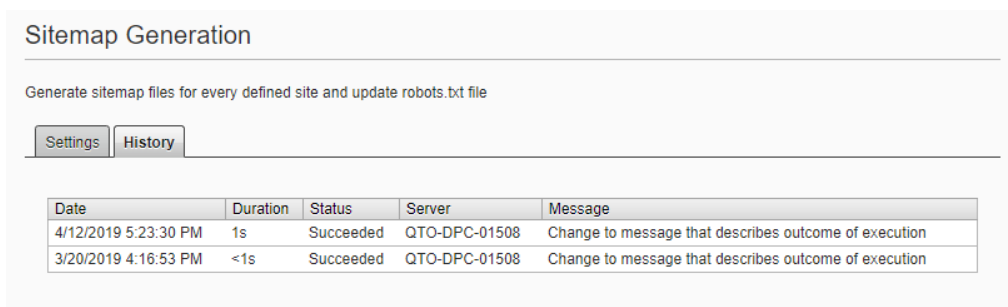 Sitemap Generation
Generate sitemap files for every defined site and update robots.txt file
Settings History
Date Duration Status Server Message
4/12/2019 5:23:30 PM 1s Succeeded QTO-DPC-01508 Change to message that describes outcome of execution
3/20/2019 4:16:53 PM <1s Succeeded QTO-DPC-01508 Change to message that describes outcome of execution